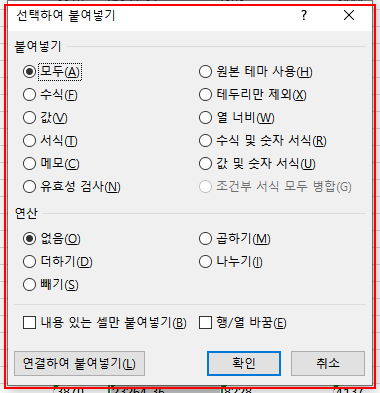 선택하여 붙여넣기 ? ×
붙여넣기
모두(A) 원본 테마 사용(H)
수식(F) 테두리만 제외(X)
값(V) 열 너비(W)
서식(T) 수식 및 숫자 서식(R)
메모(C) 값 및 숫자 서식(U)
유효성 검사(N) 조건부 서식 모두 병합(G)
연산
없음(O) 곱하기(M)
더하기(D) 나누기(I)
빼기(S)
내용 있는 셀만 붙여넣기(B) 행/열 바꿈(E)
연결하여 붙여넣기(L) 확인 취소